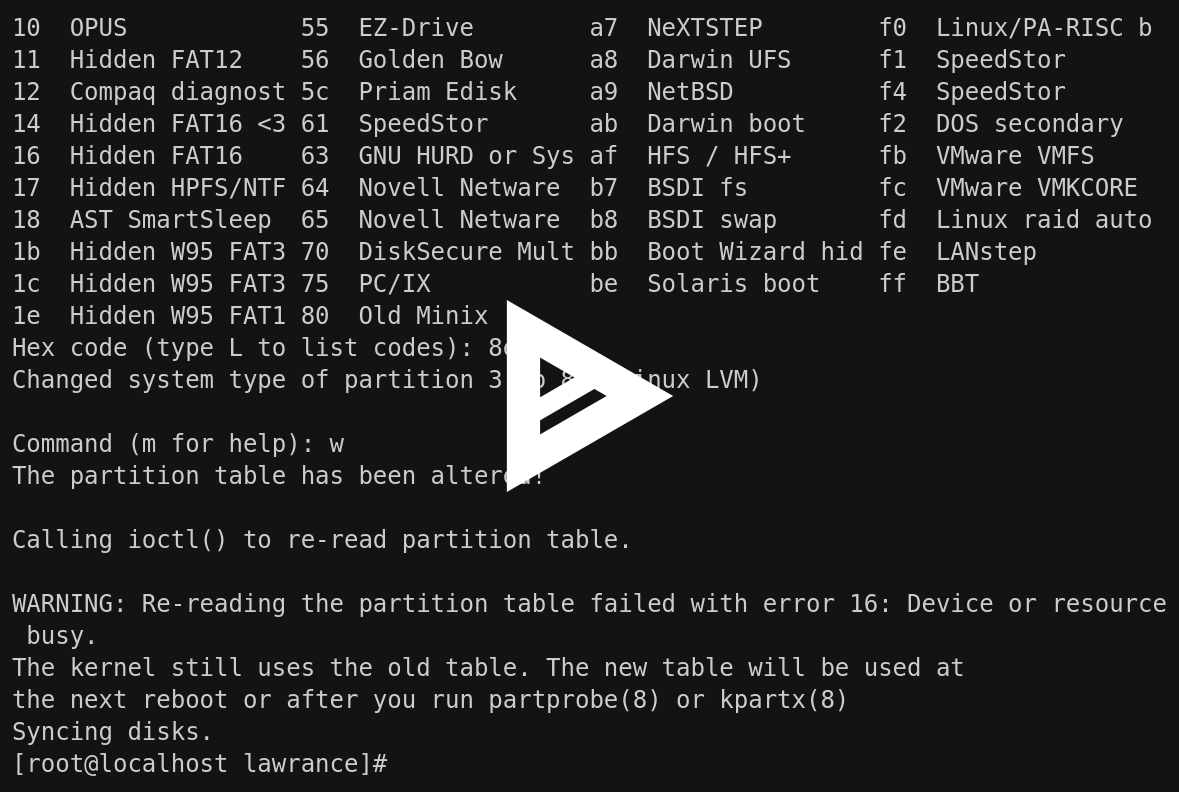 10  OPUS            55  EZ-Drive        a7  NeXTSTEP        f0  Linux/PA-RISC b
11  Hidden FAT12    56  Golden Bow      a8  Darwin UFS      f1  SpeedStor
12  Compaq diagnost 5c  Priam Edisk     a9  NetBSD          f4  SpeedStor
14  Hidden FAT16 <3 61  SpeedStor       ab  Darwin boot     f2  DOS secondary
16  Hidden FAT16    63  GNU HURD or Sys af  HFS / HFS+      fb  VMware VMFS
17  Hidden HPFS/NTF 64  Novell Netware  b7  BSDI fs         fc  VMware VMKCORE
18  AST SmartSleep  65  Novell Netware  b8  BSDI swap       fd  Linux raid auto
1b  Hidden W95 FAT3 70  DiskSecure Mult bb  Boot Wizard hid fe  LANstep
1c  Hidden W95 FAT3 75  PC/IX           be  Solaris boot    ff  BBT
1e  Hidden W95 FAT1 80  Old Minix
Hex code (type L to list codes): 8e
Changed system type of partition 3 LVM)
Command (m for help): w
The partition table has been altered!
Calling ioctl() to re-read partition table.
WARNING: Re-reading the partition table failed with error 16: Device or resource
 busy.
The kernel still uses the old table. The new table will be used at
the next reboot or after you run partprobe(8) or kpartx(8)
Syncing disks.
[root@localhost lawrance]#